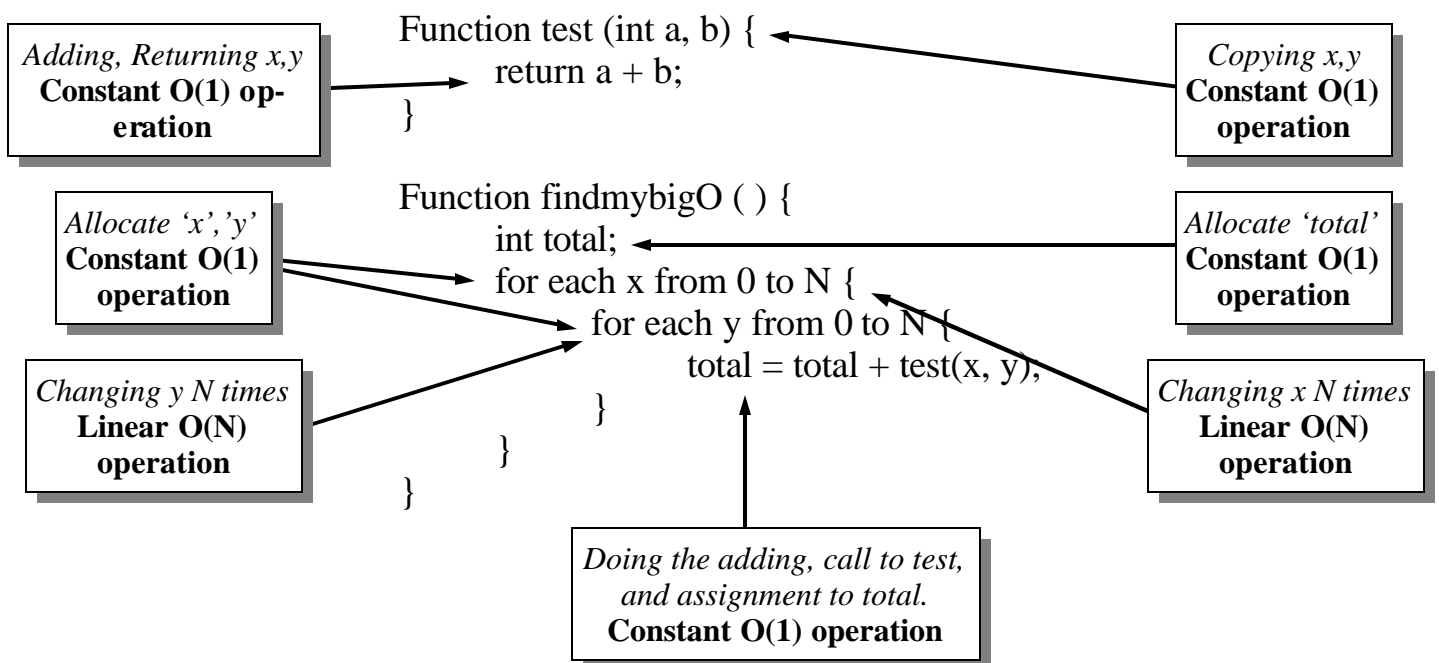 Function test (int a, b) {
return a + b;
}
Adding, Returning x,y
Constant O(1) op-
eration
Copying x,y
Constant O(1)
operation
Function findmybigO ( ) {
int total;
for each x from 0 to N {
for each y from 0 to N {
total = total + test(x, y);
}
}
}
Allocate ‘x’,’y’
Constant O(1)
operation
Allocate ‘total’
Constant O(1)
operation
Changing y N times
Linear O(N)
operation
Changing x N times
Linear O(N)
operation
Doing the adding, call to test,
and assignment to total.
Constant O(1) operation